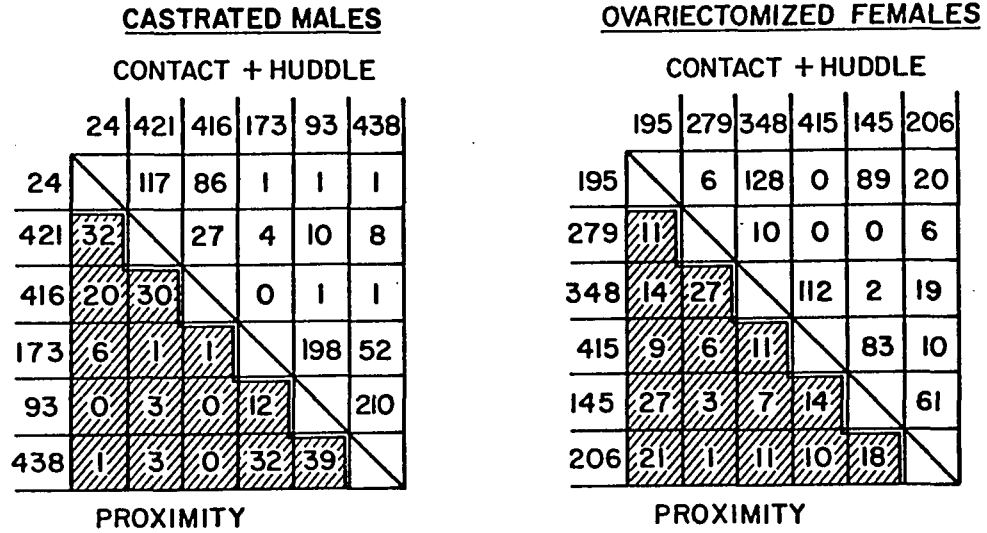 CASTRATED MALES OVARIECTOMIZED FEMALES
CONTACT + HUDDLE CONTACT + HUDDLE
24 421 416 173 93 438 195 279 348 415 145 206
24 117 86 1 1 1 195 6 128 0 89 20
421 32 27 4 10 8 279 11 10 0 0 6
416 20 30 0 1 1 348 14 27 112 2 19
173 6 1 1 198 52 415 9 6 11 83 10
93 0 3 0 12 210 145 27 3 7 14 61
438 1 3 0 32 39 206 21 1 11 10 18
PROXIMITY PROXIMITY